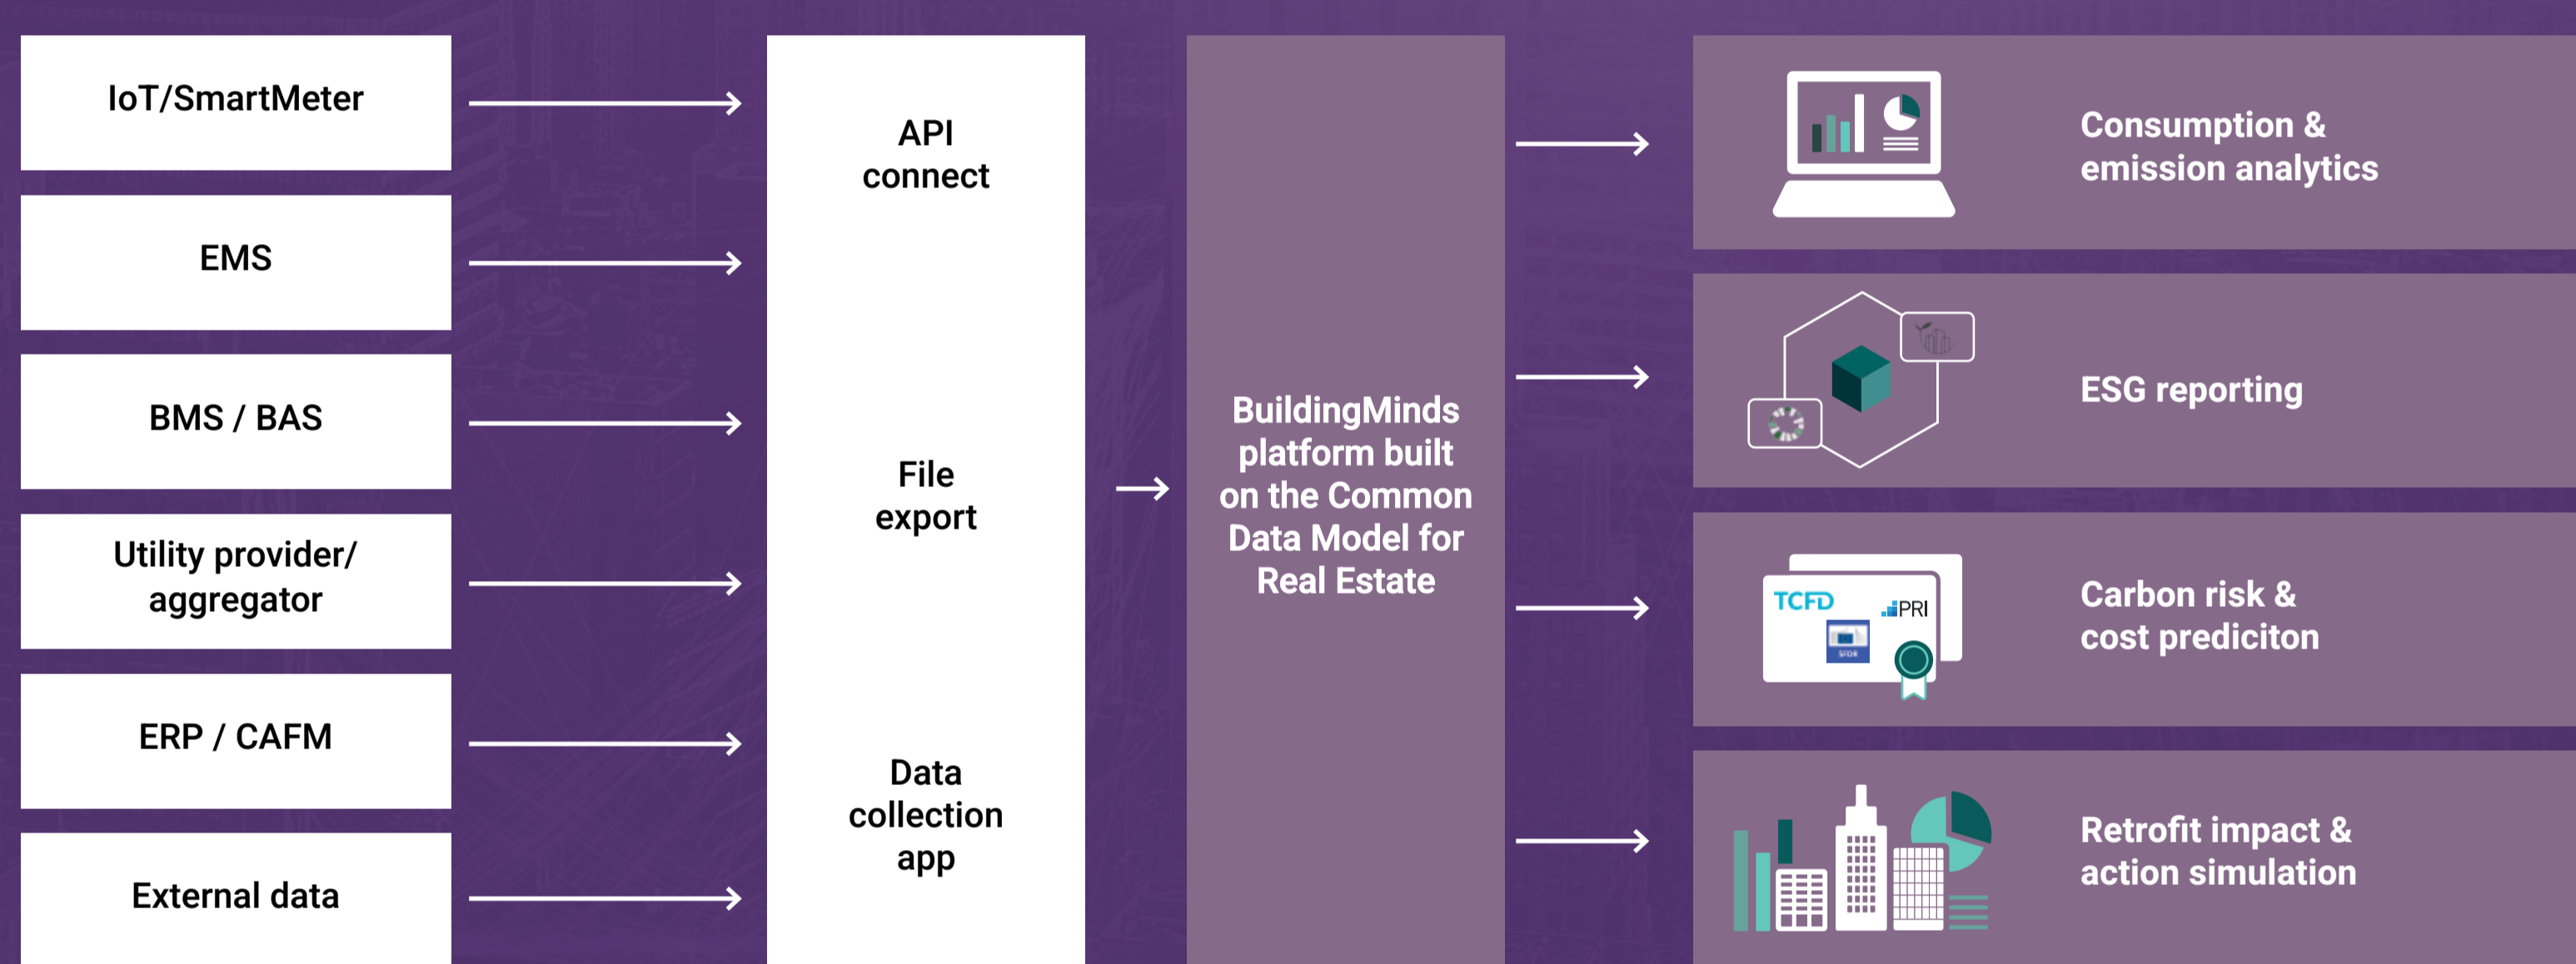 IoT/SmartMeter
EMS
BMS / BAS
Utility provider/
aggregator
ERP / CAFM
External data
API
connect
File
export
Data
collection
app
BuildingMinds
platform built
on the Common
Data Model for
Real Estate
Consumption &
emission analytics
ESG reporting
TCFD
PRI
SFDR
Carbon risk &
cost prediciton
Retrofit impact &
action simulation